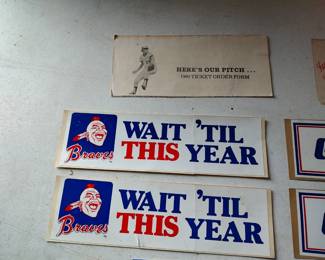 HERE'S OUR PITCH ...
1980 TICKET ORDER FORM
WAIT 'TIL
THIS YEAR
Braves
WAIT 'TIL
THIS YEAR
Braves